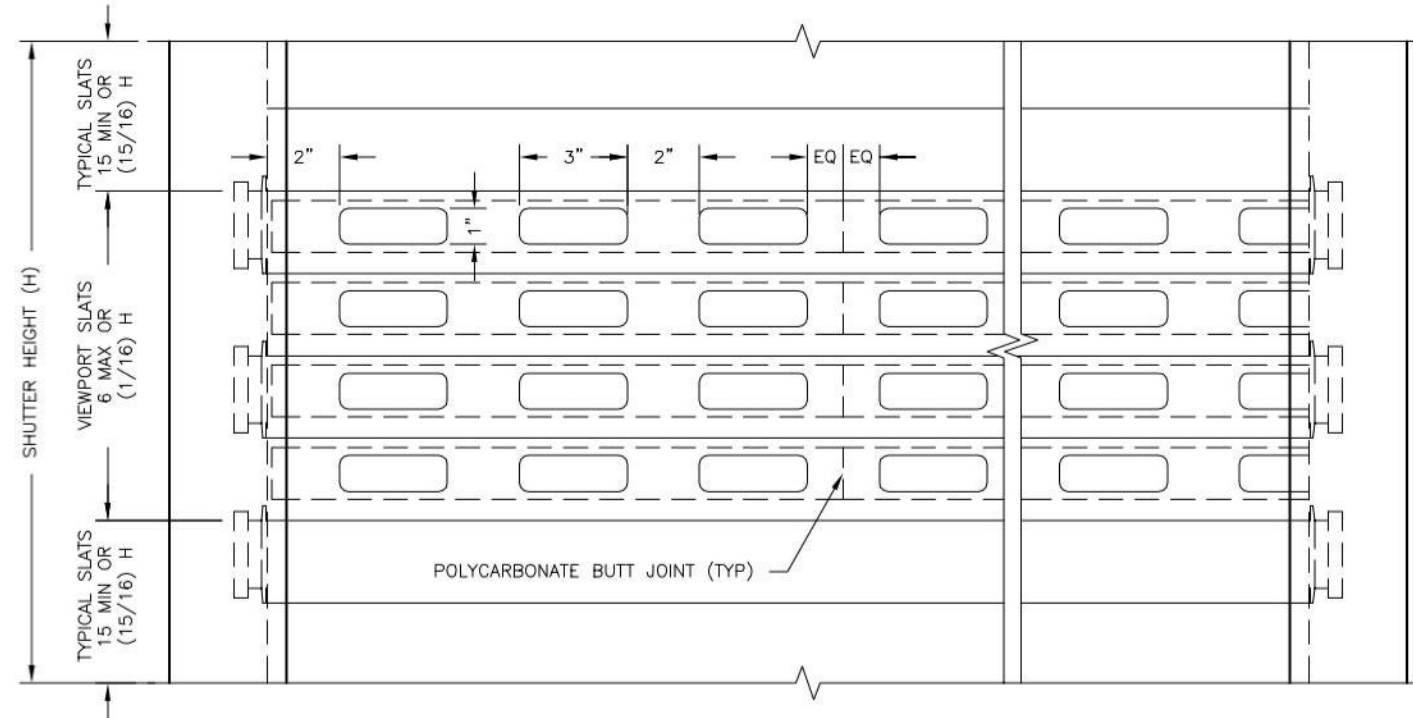 SHUTTER HEIGHT (H)
TYPICAL SLATS
15 MIN OR
(15/16) H
VIEWPORT SLATS
6 MAX OR
(1/16) H
TYPICAL SLATS
15 MIN OR
(15/16) H
2"
3"
2"
EQ
EQ
1"
POLYCARBONATE BUTT JOINT (TYP)